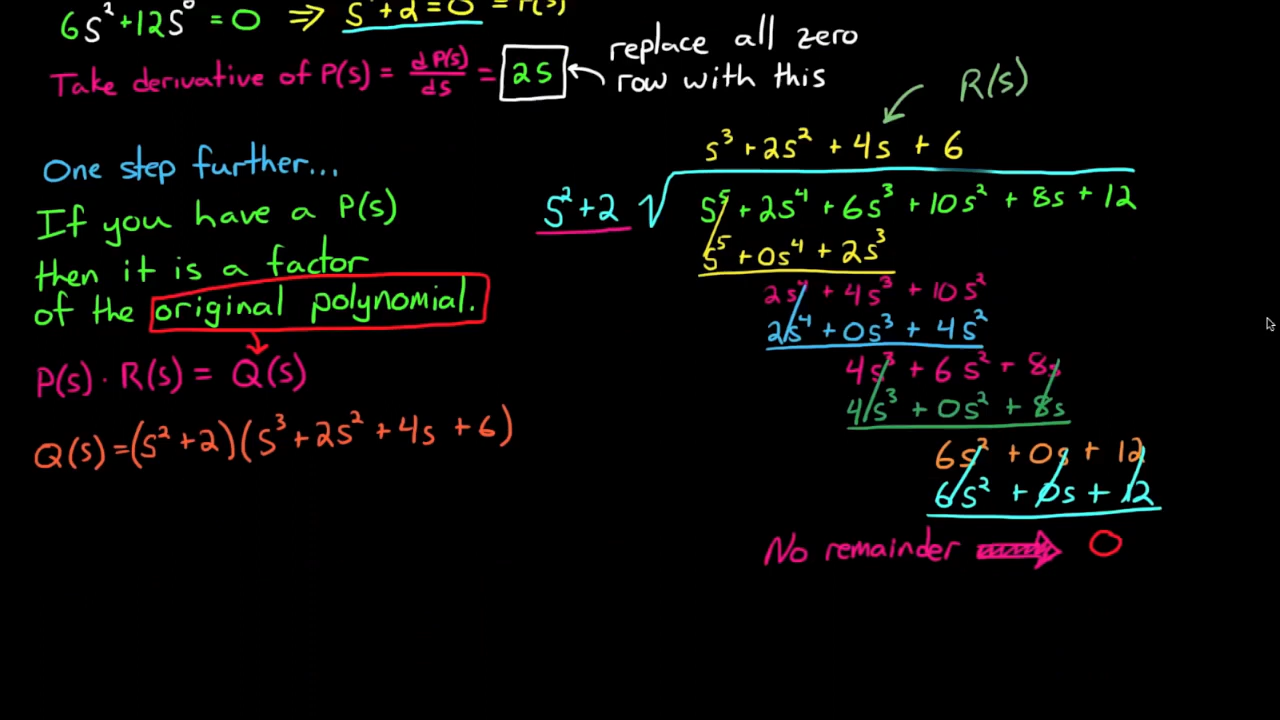 6S²+12S⁰ = 0 ⇒ S²+2=0 = P(s)
Take derivative of P(s) = dP(s)/ds = 2S
replace all zero
row with this
One step further...
If you have a P(s)
then it is a factor
of the original polynomial.
P(s) · R(s) = Q(s)
Q(s) = (s²+2)(s³+2s²+4s+6)
R(s)
s³ + 2s² + 4s + 6
s²+2 √ s⁵ + 2s⁴ + 6s³ + 10s² + 8s + 12
s⁵ + 0s⁴ + 2s³
2s⁴ + 4s³ + 10s²
2s⁴ + 0s³ + 4s²
4s³ + 6s² + 8s
4s³ + 0s² + 8s
6s² + 0s + 12
6s² + 0s + 12
No remainder ⇒ 0